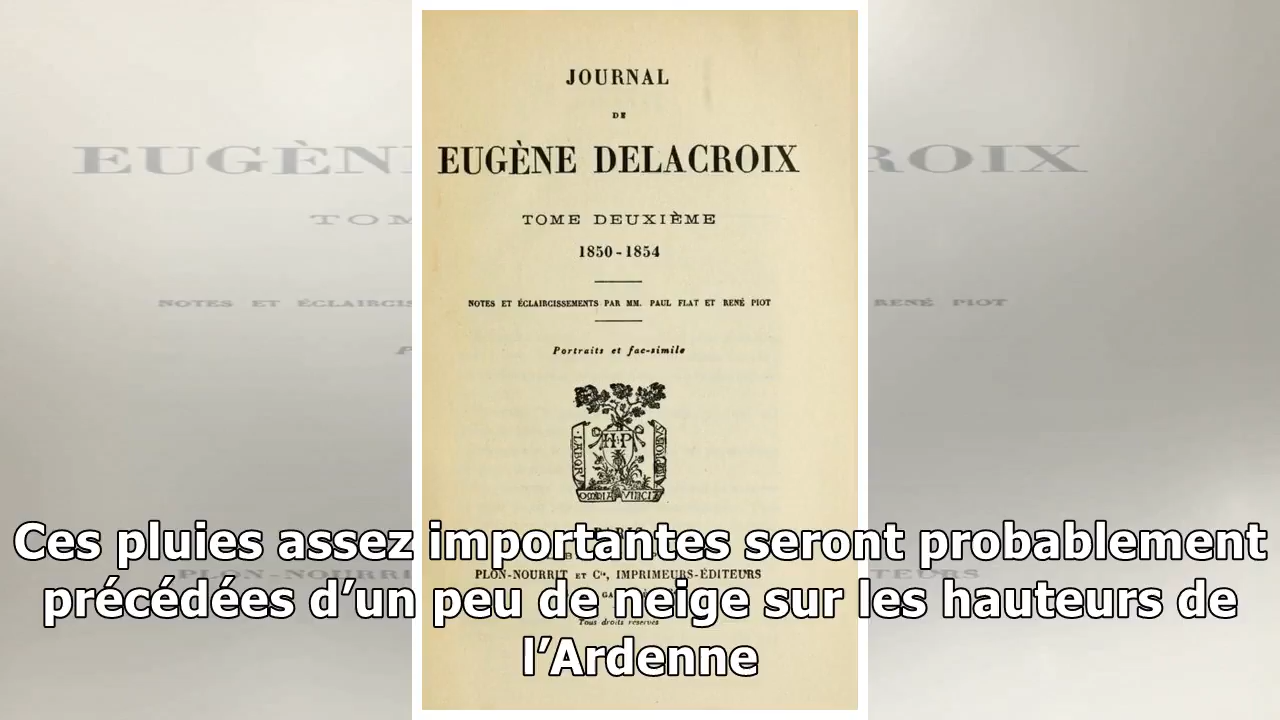 JOURNAL
DE
EUGÈNE DELACROIX
TOME DEUXIÈME
1850-1854
NOTES ET ÉCLAIRCISSEMENTS PAR MM. PAUL FLAT ET RENÉ PIOT
Portraits et fac-simile
LABOR
H P
OMNIA VINCIT
PARIS
Ces pluies assez importantes seront probablement
PLON-NOURRIT ET Cie, IMPRIMEURS-ÉDITEURS
précédées d’un peu de neige sur les hauteurs de
Tous droits réservés
l’Ardenne